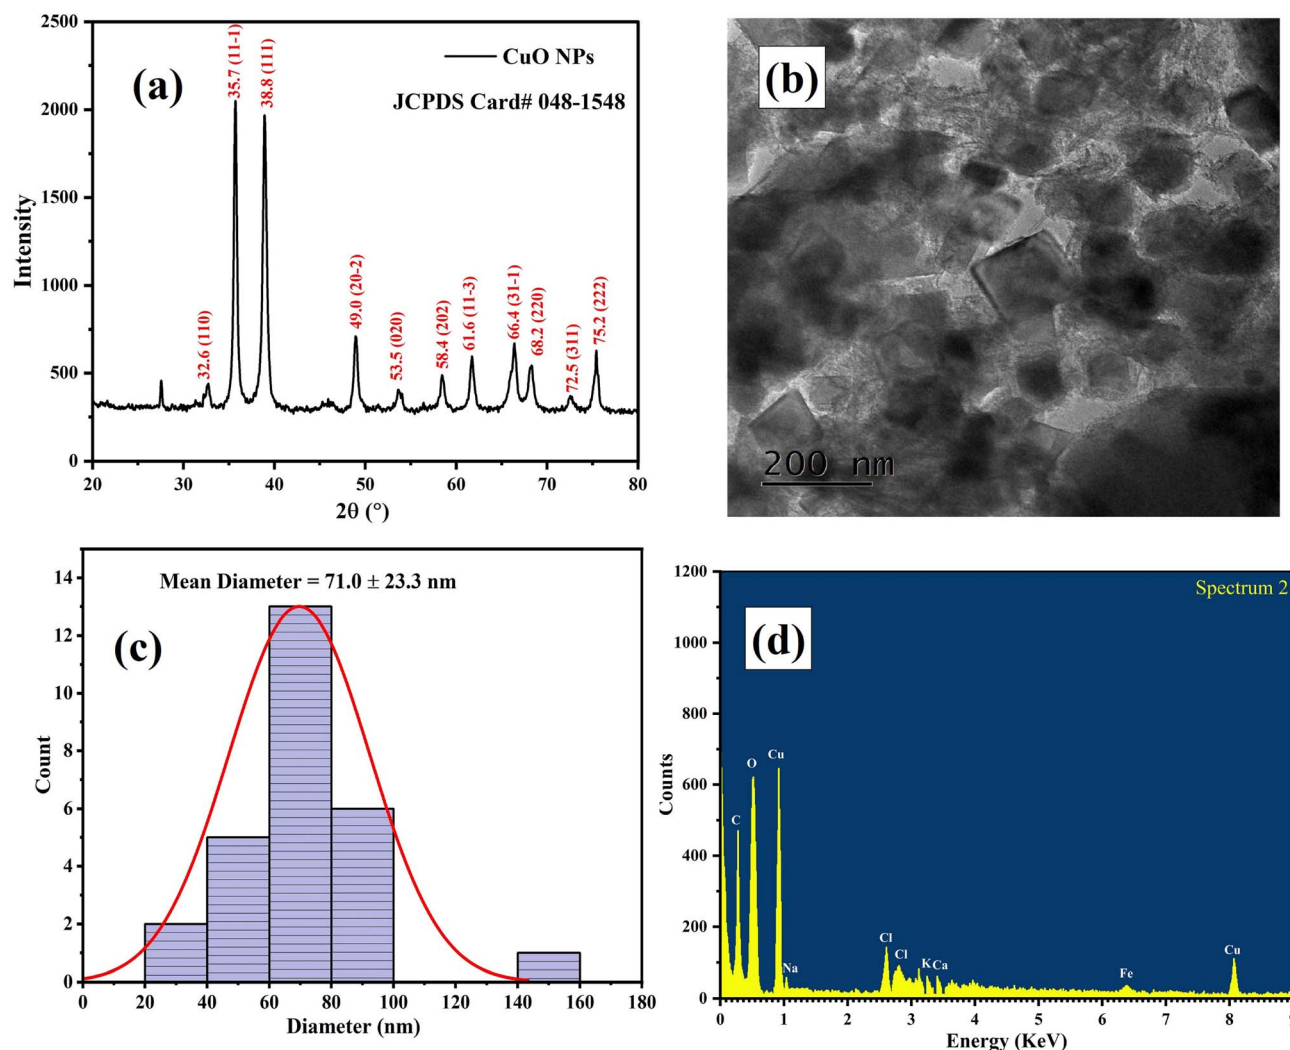 (a)
CuO NPs
JCPDS Card# 048-1548
Intensity
2500
2000
1500
1000
500
0
32.6 (110)
35.7 (11-1)
38.8 (111)
49.0 (20-2)
53.5 (020)
58.4 (202)
61.6 (11-3)
66.4 (31-1)
68.2 (220)
72.5 (311)
75.2 (222)
20 30 40 50 60 70 80
2θ (°)
(b)
200 nm
(c)
Mean Diameter = 71.0 ± 23.3 nm
Count
14
12
10
8
6
4
2
0
0 20 40 60 80 100 120 140 160 180
Diameter (nm)
(d)
Spectrum 2
Counts
1200
1000
800
600
400
200
0
C
O
Cu
Na
Cl
Cl
K
Ca
Fe
Cu
0 1 2 3 4 5 6 7 8 9
Energy (KeV)